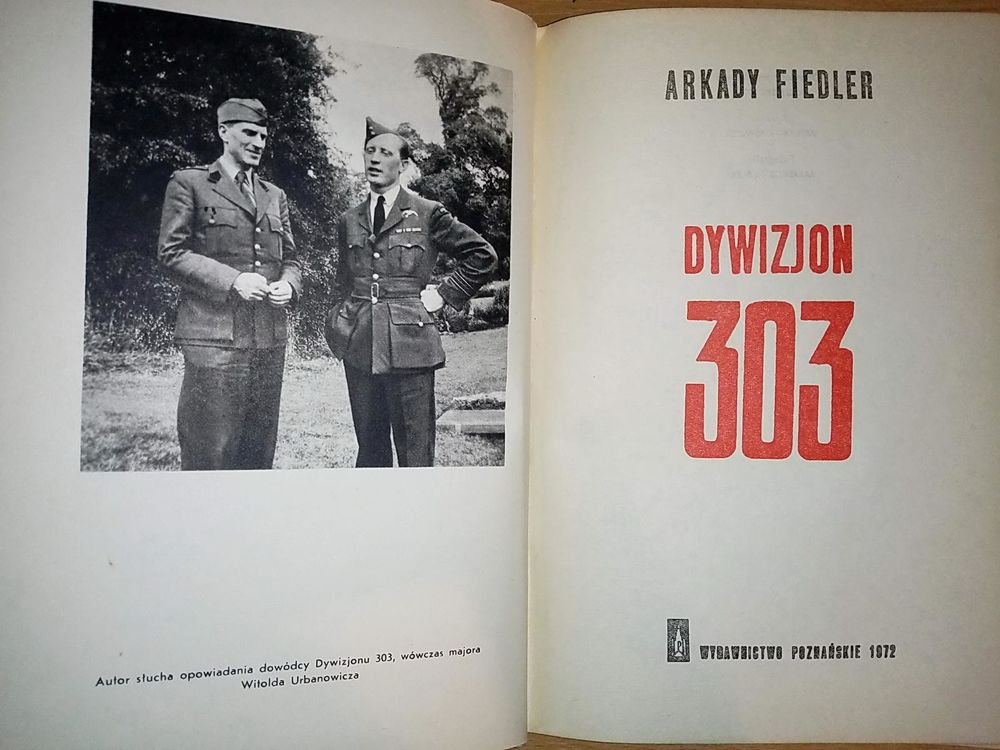 Autor słucha opowiadania dowódcy Dywizjonu 303, wówczas majora
Witolda Urbanowicza
ARKADY FIEDLER
DYWIZJON
303
WYDAWNICTWO POZNAŃSKIE 1972